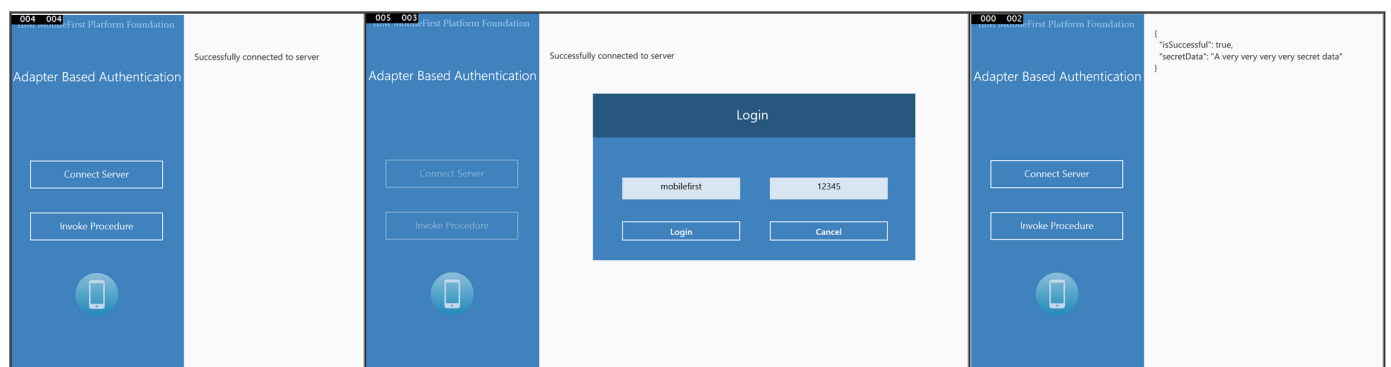 004 004
IBM MobileFirst Platform Foundation
Adapter Based Authentication
Connect Server
Invoke Procedure
Successfully connected to server
005 003
IBM MobileFirst Platform Foundation
Adapter Based Authentication
Connect Server
Invoke Procedure
Successfully connected to server
Login
mobilefirst 12345
Login Cancel
000 002
IBM MobileFirst Platform Foundation
Adapter Based Authentication
Connect Server
Invoke Procedure
{
"isSuccessful": true,
"secretData": "A very very very very secret data"
}